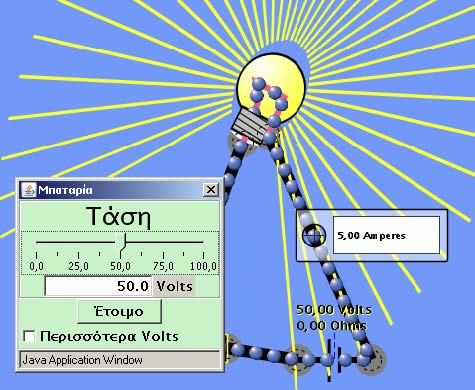 Μπαταρία
Τάση
0,0 25,0 50,0 75,0 100,0
50.0 Volts
Έτοιμο
Περισσότερα Volts
Java Application Window
5,00 Amperes
50,00 Volts
0,00 Ohms